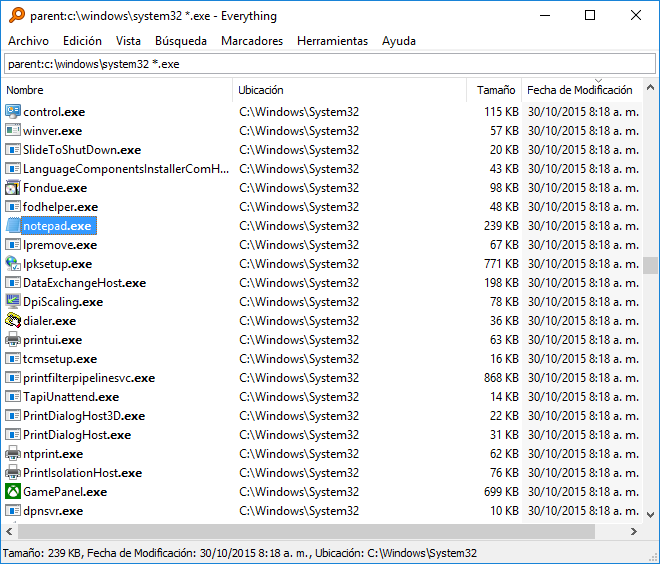 parent:c:\windows\system32 *.exe - Everything
Archivo Edición Vista Búsqueda Marcadores Herramientas Ayuda
parent:c:\windows\system32 *.exe
Nombre Ubicación Tamaño Fecha de Modificación
control.exe C:\Windows\System32 115 KB 30/10/2015 8:18 a. m.
winver.exe C:\Windows\System32 57 KB 30/10/2015 8:18 a. m.
SlideToShutDown.exe C:\Windows\System32 20 KB 30/10/2015 8:18 a. m.
LanguageComponentsInstallerComH... C:\Windows\System32 43 KB 30/10/2015 8:18 a. m.
Fondue.exe C:\Windows\System32 98 KB 30/10/2015 8:18 a. m.
fodhelper.exe C:\Windows\System32 48 KB 30/10/2015 8:18 a. m.
notepad.exe C:\Windows\System32 239 KB 30/10/2015 8:18 a. m.
lpremove.exe C:\Windows\System32 67 KB 30/10/2015 8:18 a. m.
lpksetup.exe C:\Windows\System32 771 KB 30/10/2015 8:18 a. m.
DataExchangeHost.exe C:\Windows\System32 198 KB 30/10/2015 8:18 a. m.
DpiScaling.exe C:\Windows\System32 78 KB 30/10/2015 8:18 a. m.
dialer.exe C:\Windows\System32 36 KB 30/10/2015 8:18 a. m.
printui.exe C:\Windows\System32 63 KB 30/10/2015 8:18 a. m.
tcmsetup.exe C:\Windows\System32 16 KB 30/10/2015 8:18 a. m.
printfilterpipelinesvc.exe C:\Windows\System32 868 KB 30/10/2015 8:18 a. m.
TapiUnattend.exe C:\Windows\System32 14 KB 30/10/2015 8:18 a. m.
PrintDialogHost3D.exe C:\Windows\System32 22 KB 30/10/2015 8:18 a. m.
PrintDialogHost.exe C:\Windows\System32 31 KB 30/10/2015 8:18 a. m.
ntprint.exe C:\Windows\System32 62 KB 30/10/2015 8:18 a. m.
PrintIsolationHost.exe C:\Windows\System32 76 KB 30/10/2015 8:18 a. m.
GamePanel.exe C:\Windows\System32 699 KB 30/10/2015 8:18 a. m.
dpnsvr.exe C:\Windows\System32 10 KB 30/10/2015 8:18 a. m.
Tamaño: 239 KB, Fecha de Modificación: 30/10/2015 8:18 a. m., Ubicación: C:\Windows\System32